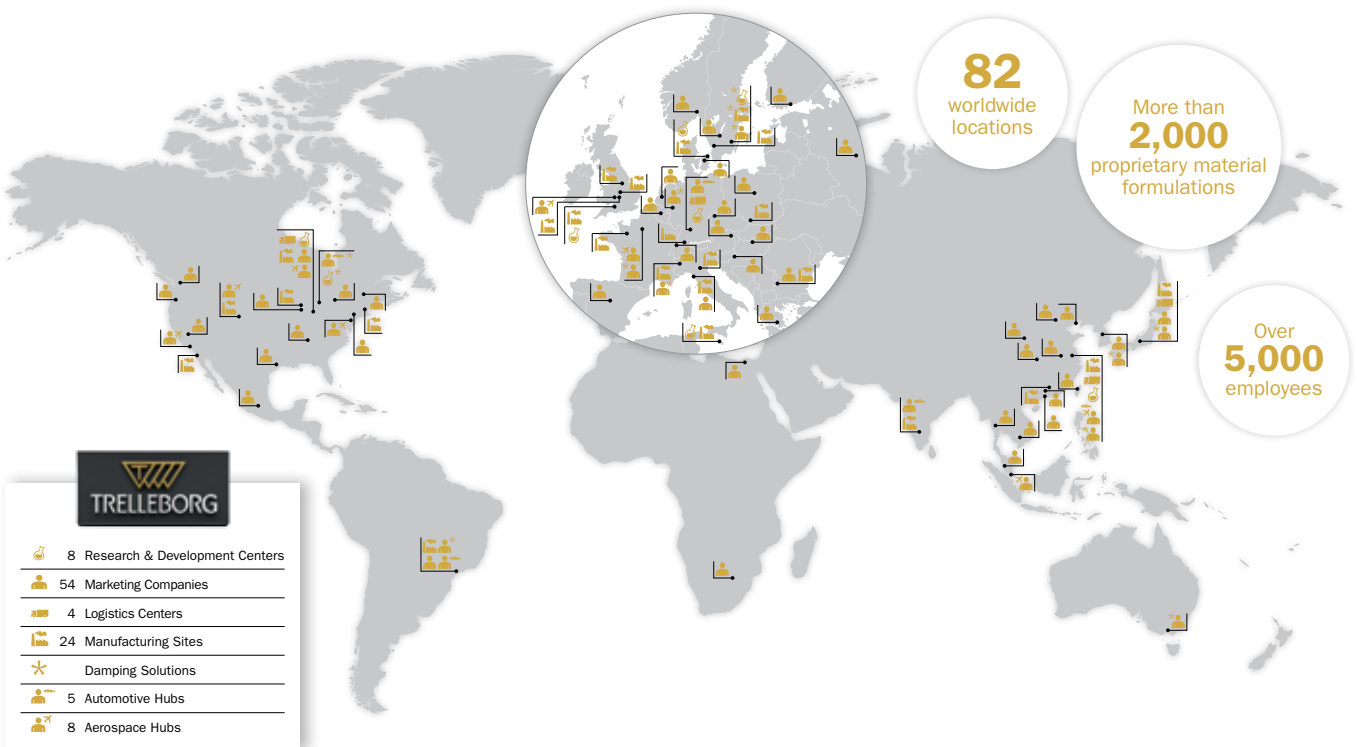 82
worldwide
locations
More than
2,000
proprietary material
formulations
Over
5,000
employees
TRELLEBORG
8 Research & Development Centers
54 Marketing Companies
4 Logistics Centers
24 Manufacturing Sites
Damping Solutions
5 Automotive Hubs
8 Aerospace Hubs